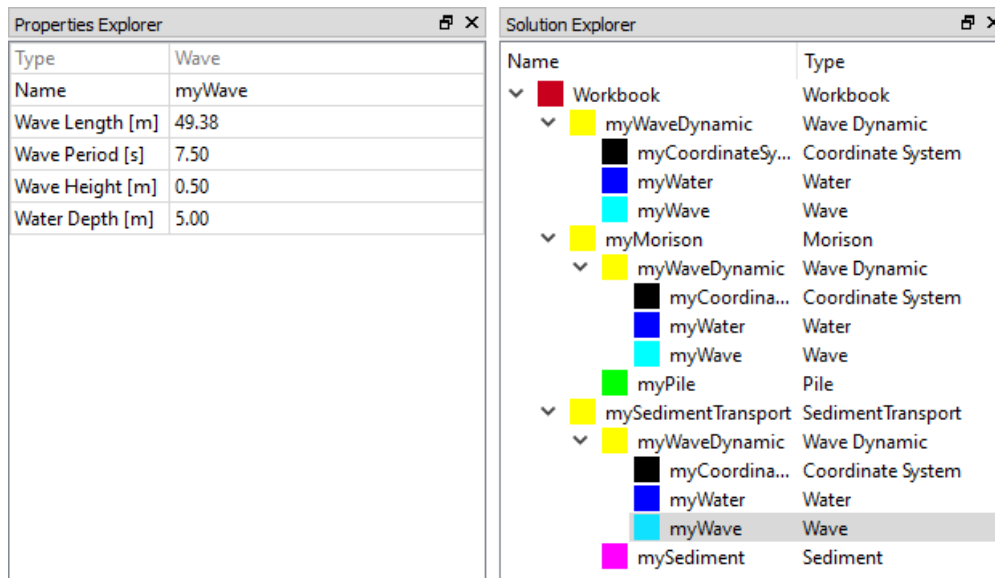 Properties Explorer
Type Wave
Name myWave
Wave Length [m] 49.38
Wave Period [s] 7.50
Wave Height [m] 0.50
Water Depth [m] 5.00
Solution Explorer
Name Type
Workbook Workbook
myWaveDynamic Wave Dynamic
myCoordinateSy... Coordinate System
myWater Water
myWave Wave
myMorison Morison
myWaveDynamic Wave Dynamic
myCoordina... Coordinate System
myWater Water
myWave Wave
myPile Pile
mySedimentTransport SedimentTransport
myWaveDynamic Wave Dynamic
myCoordina... Coordinate System
myWater Water
myWave Wave
mySediment Sediment